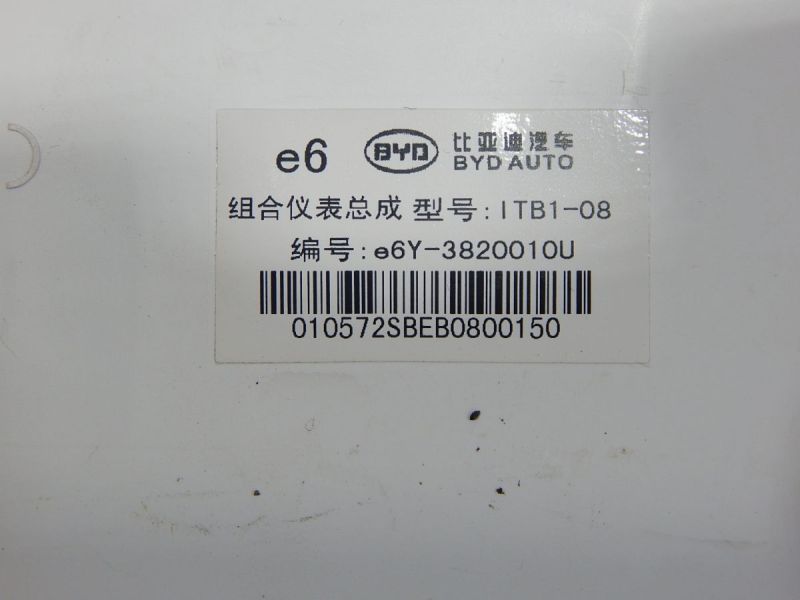 e6 BYD 比亚迪汽车
BYD AUTO
组合仪表总成 型号:ITB1-08
编号:e6Y-3820010U
010572SBEB0800150